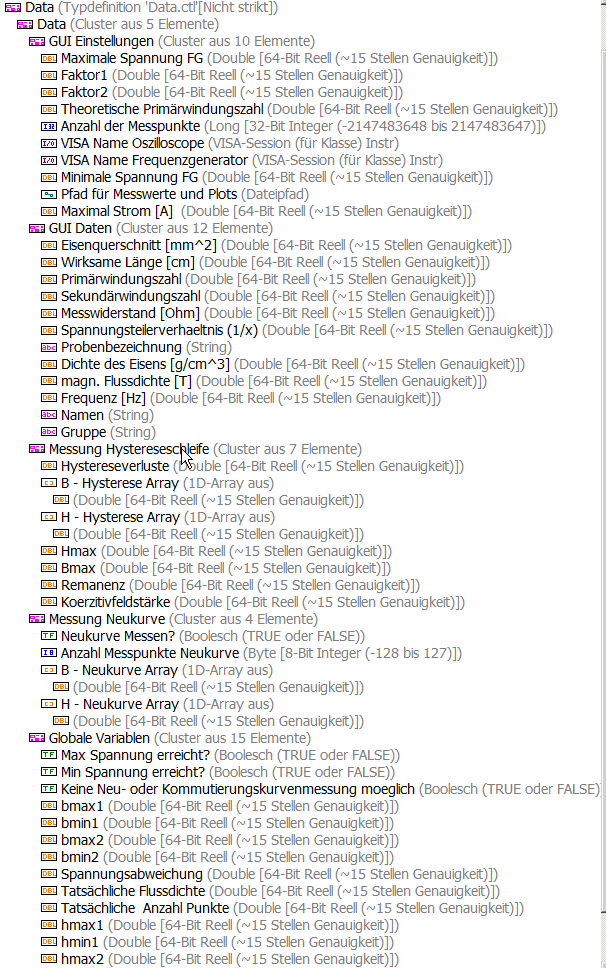 Data (Typdefinition 'Data.ctl'[Nicht strikt])
Data (Cluster aus 5 Elemente)
GUI Einstellungen (Cluster aus 10 Elemente)
DBL Maximale Spannung FG (Double [64-Bit Reell (~15 Stellen Genauigkeit)])
DBL Faktor1 (Double [64-Bit Reell (~15 Stellen Genauigkeit)])
DBL Faktor2 (Double [64-Bit Reell (~15 Stellen Genauigkeit)])
DBL Theoretische Primärwindungszahl (Double [64-Bit Reell (~15 Stellen Genauigkeit)])
I32 Anzahl der Messpunkte (Long [32-Bit Integer (-2147483648 bis 2147483647)])
I/O VISA Name Oszilloscope (VISA-Session (für Klasse) Instr)
I/O VISA Name Frequenzgenerator (VISA-Session (für Klasse) Instr)
DBL Minimale Spannung FG (Double [64-Bit Reell (~15 Stellen Genauigkeit)])
Pfad für Messwerte und Plots (Dateipfad)
DBL Maximal Strom [A] (Double [64-Bit Reell (~15 Stellen Genauigkeit)])
GUI Daten (Cluster aus 12 Elemente)
DBL Eisenquerschnitt [mm^2] (Double [64-Bit Reell (~15 Stellen Genauigkeit)])
DBL Wirksame Länge [cm] (Double [64-Bit Reell (~15 Stellen Genauigkeit)])
DBL Primärwindungszahl (Double [64-Bit Reell (~15 Stellen Genauigkeit)])
DBL Sekundärwindungszahl (Double [64-Bit Reell (~15 Stellen Genauigkeit)])
DBL Messwiderstand [Ohm] (Double [64-Bit Reell (~15 Stellen Genauigkeit)])
DBL Spannungsteilerverhaeltnis (1/x) (Double [64-Bit Reell (~15 Stellen Genauigkeit)])
abc Probenbezeichnung (String)
DBL Dichte des Eisens [g/cm^3] (Double [64-Bit Reell (~15 Stellen Genauigkeit)])
DBL magn. Flussdichte [T] (Double [64-Bit Reell (~15 Stellen Genauigkeit)])
DBL Frequenz [Hz] (Double [64-Bit Reell (~15 Stellen Genauigkeit)])
abc Namen (String)
abc Gruppe (String)
Messung Hystereseschleife (Cluster aus 7 Elemente)
DBL Hystereseverluste (Double [64-Bit Reell (~15 Stellen Genauigkeit)])
B - Hysterese Array (1D-Array aus)
DBL (Double [64-Bit Reell (~15 Stellen Genauigkeit)])
H - Hysterese Array (1D-Array aus)
DBL (Double [64-Bit Reell (~15 Stellen Genauigkeit)])
DBL Hmax (Double [64-Bit Reell (~15 Stellen Genauigkeit)])
DBL Bmax (Double [64-Bit Reell (~15 Stellen Genauigkeit)])
DBL Remanenz (Double [64-Bit Reell (~15 Stellen Genauigkeit)])
DBL Koerzitivfeldstärke (Double [64-Bit Reell (~15 Stellen Genauigkeit)])
Messung Neukurve (Cluster aus 4 Elemente)
TF Neukurve Messen? (Boolesch (TRUE oder FALSE))
I8 Anzahl Messpunkte Neukurve (Byte [8-Bit Integer (-128 bis 127)])
B - Neukurve Array (1D-Array aus)
DBL (Double [64-Bit Reell (~15 Stellen Genauigkeit)])
H - Neukurve Array (1D-Array aus)
DBL (Double [64-Bit Reell (~15 Stellen Genauigkeit)])
Globale Variablen (Cluster aus 15 Elemente)
TF Max Spannung erreicht? (Boolesch (TRUE oder FALSE))
TF Min Spannung erreicht? (Boolesch (TRUE oder FALSE))
TF Keine Neu- oder Kommutierungskurvenmessung moeglich (Boolesch (TRUE oder FALSE)
DBL bmax1 (Double [64-Bit Reell (~15 Stellen Genauigkeit)])
DBL bmin1 (Double [64-Bit Reell (~15 Stellen Genauigkeit)])
DBL bmax2 (Double [64-Bit Reell (~15 Stellen Genauigkeit)])
DBL bmin2 (Double [64-Bit Reell (~15 Stellen Genauigkeit)])
DBL Spannungsabweichung (Double [64-Bit Reell (~15 Stellen Genauigkeit)])
DBL Tatsächliche Flussdichte (Double [64-Bit Reell (~15 Stellen Genauigkeit)])
DBL Tatsächliche Anzahl Punkte (Double [64-Bit Reell (~15 Stellen Genauigkeit)])
DBL hmax1 (Double [64-Bit Reell (~15 Stellen Genauigkeit)])
DBL hmin1 (Double [64-Bit Reell (~15 Stellen Genauigkeit)])
DBL hmax2 (Double [64-Bit Reell (~15 Stellen Genauigkeit)])